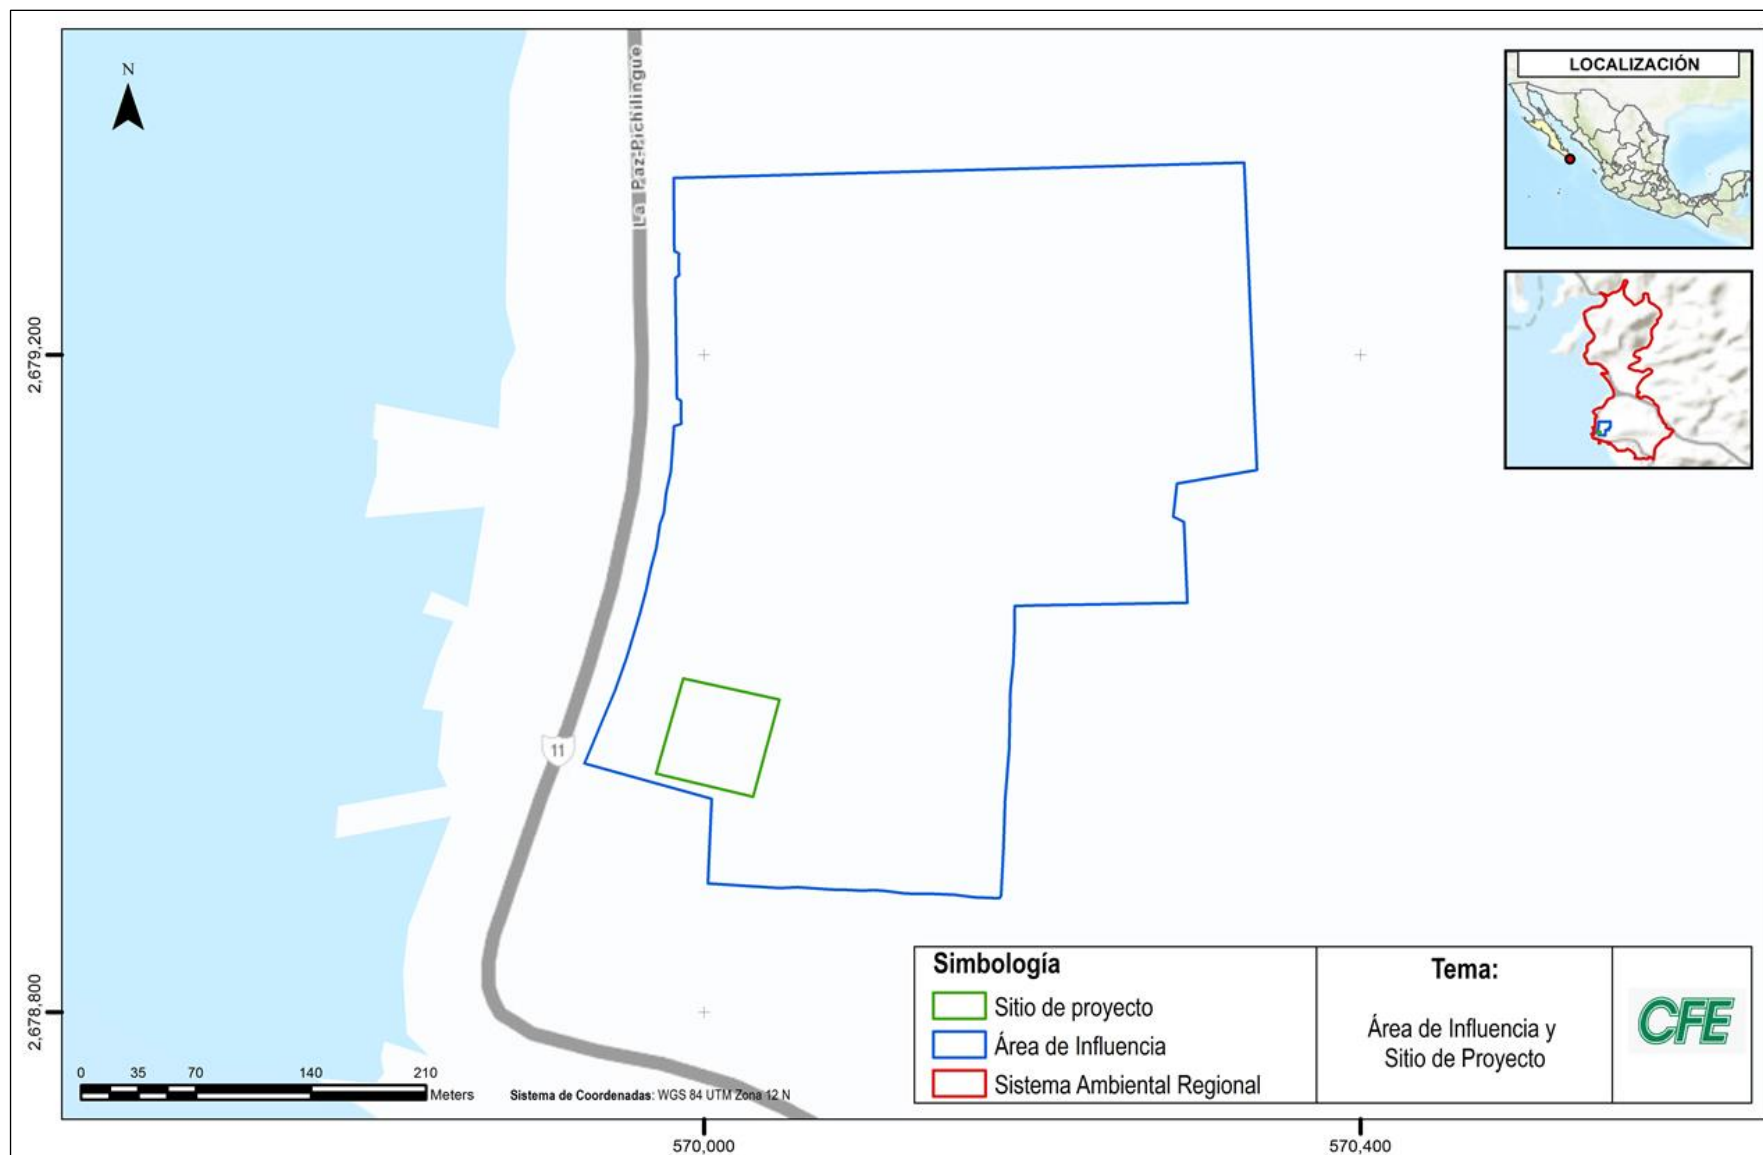 N
La Paz-Pichilingue
LOCALIZACIÓN
2,679,200
11
2,678,800
0 35 70 140 210
Meters
Sistema de Coordenadas: WGS 84 UTM Zona 12 N
570,000
570,400
Simbología
Sitio de proyecto
Área de Influencia
Sistema Ambiental Regional
Tema:
Área de Influencia y
Sitio de Proyecto
CFE